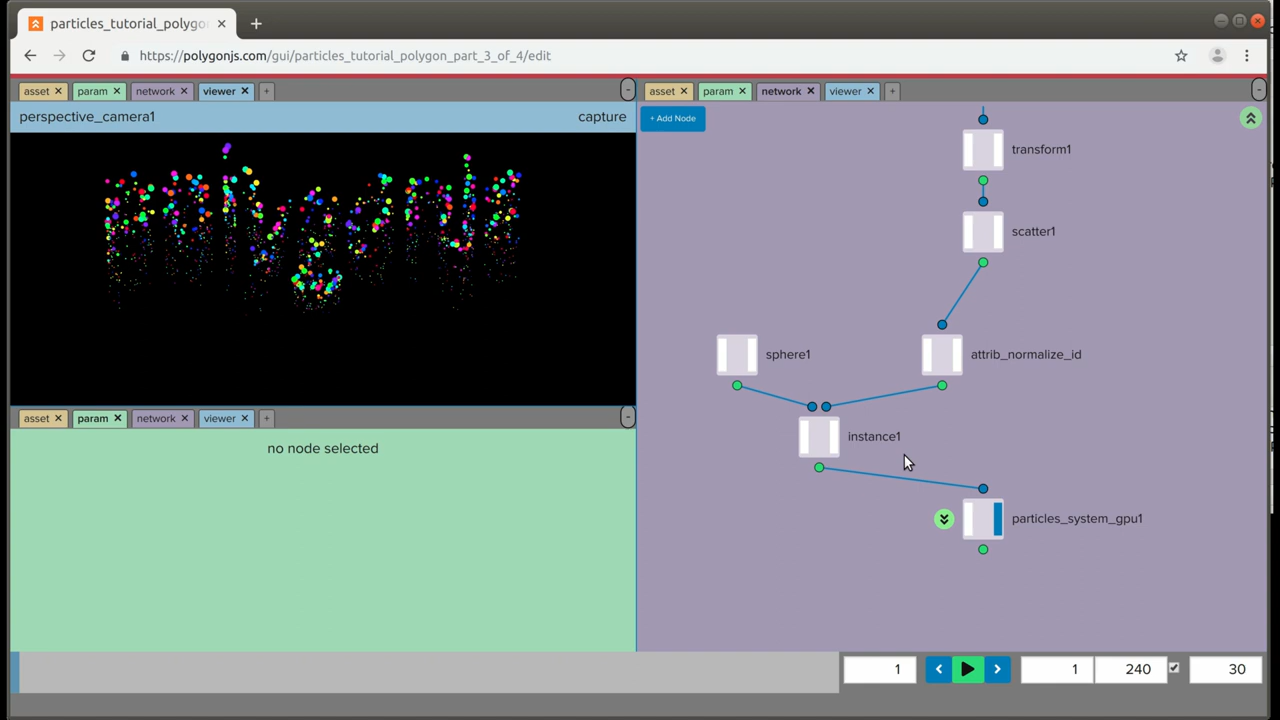 particles_tutorial_polygo
https://polygonjs.com/gui/particles_tutorial_polygon_part_3_of_4/edit
asset param network viewer +
asset param network viewer +
perspective_camera1 capture
+ Add Node
transform1
scatter1
sphere1
attrib_normalize_id
instance1
particles_system_gpu1
asset param network viewer +
no node selected
1 1 240 30